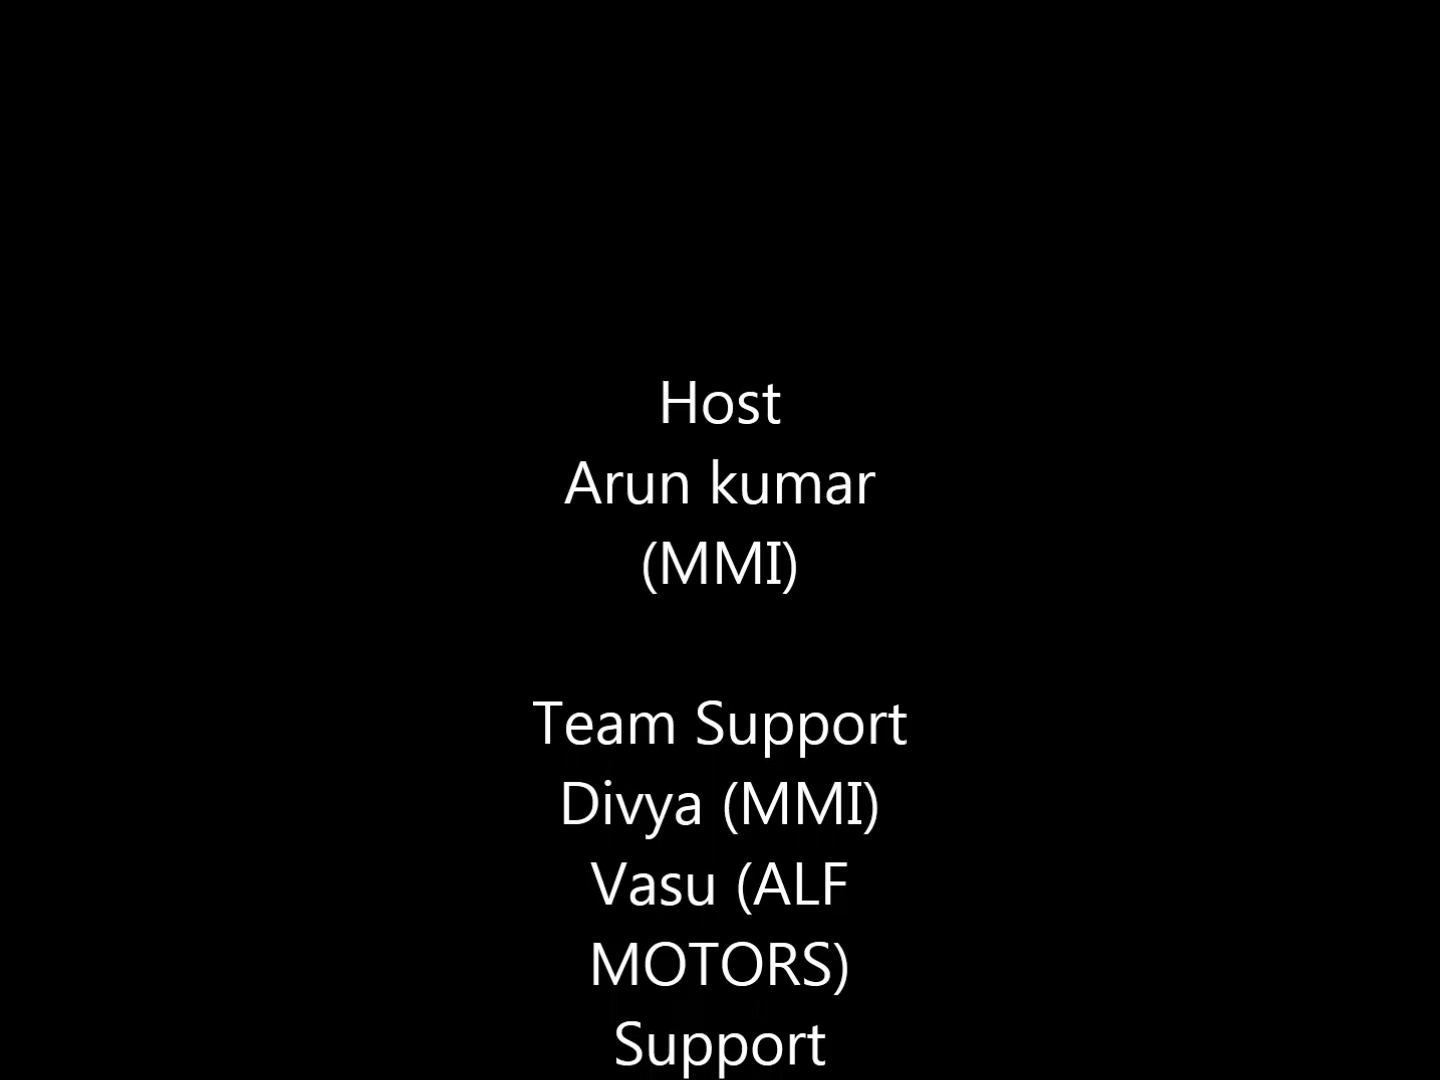 Host
Arun kumar
(MMI)
Team Support
Divya (MMI)
Vasu (ALF
MOTORS)
Support